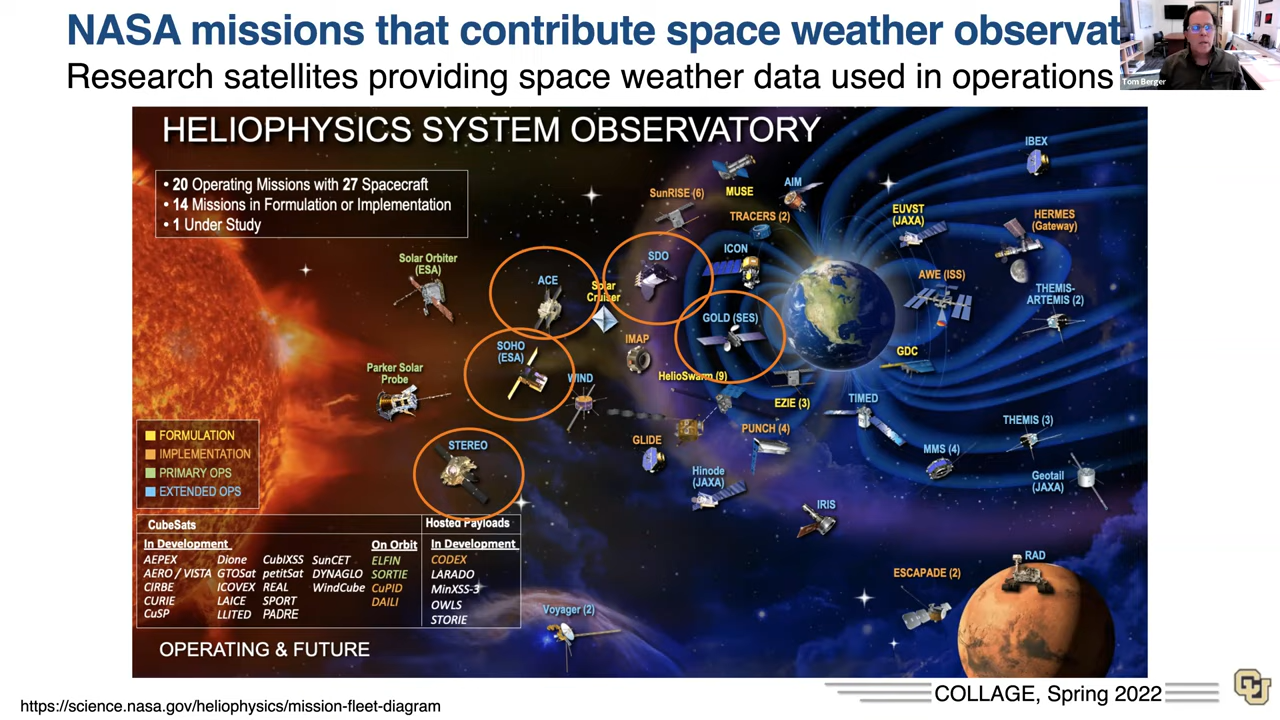 NASA missions that contribute space weather observat
Research satellites providing space weather data used in operations
Tom Berger
HELIOPHYSICS SYSTEM OBSERVATORY
• 20 Operating Missions with 27 Spacecraft
• 14 Missions in Formulation or Implementation
• 1 Under Study
IBEX
MUSE
AIM
SunRISE (6)
TRACERS (2)
EUVST
(JAXA)
HERMES
(Gateway)
Solar Orbiter
(ESA)
ACE
Solar
Cruiser
SDO
ICON
AWE (ISS)
THEMIS-
ARTEMIS (2)
GOLD (SES)
SOHO
(ESA)
IMAP
GDC
Parker Solar
Probe
WIND
HelioSwarm (9)
EZIE (3)
TIMED
THEMIS (3)
STEREO
GLIDE
PUNCH (4)
MMS (4)
Hinode
(JAXA)
Geotail
(JAXA)
IRIS
FORMULATION
IMPLEMENTATION
PRIMARY OPS
EXTENDED OPS
CubeSats
Hosted Payloads
In Development
On Orbit
In Development
AEPEX Dione CubIXSS SunCET ELFIN CODEX
AERO / VISTA GTOSat petitSat DYNAGLO SORTIE LARADO
CIRBE ICOVEX REAL WindCube CuPID MinXSS-3
CURIE LAICE SPORT DAILI OWLS
CuSP LLITED PADRE STORIE
Voyager (2)
ESCAPADE (2)
RAD
OPERATING & FUTURE
COLLAGE, Spring 2022
CU
https://science.nasa.gov/heliophysics/mission-fleet-diagram